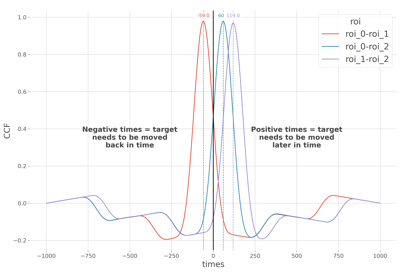 -59.0 60 119.0
1.0
0.8
0.6
0.4
0.2
0.0
−0.2
CCF
roi
roi_0-roi_1
roi_0-roi_2
roi_1-roi_2
Negative times = target
needs to be moved
back in time
Positive times = target
needs to be moved
later in time
−1000 −750 −500 −250 0 250 500 750 1000
times